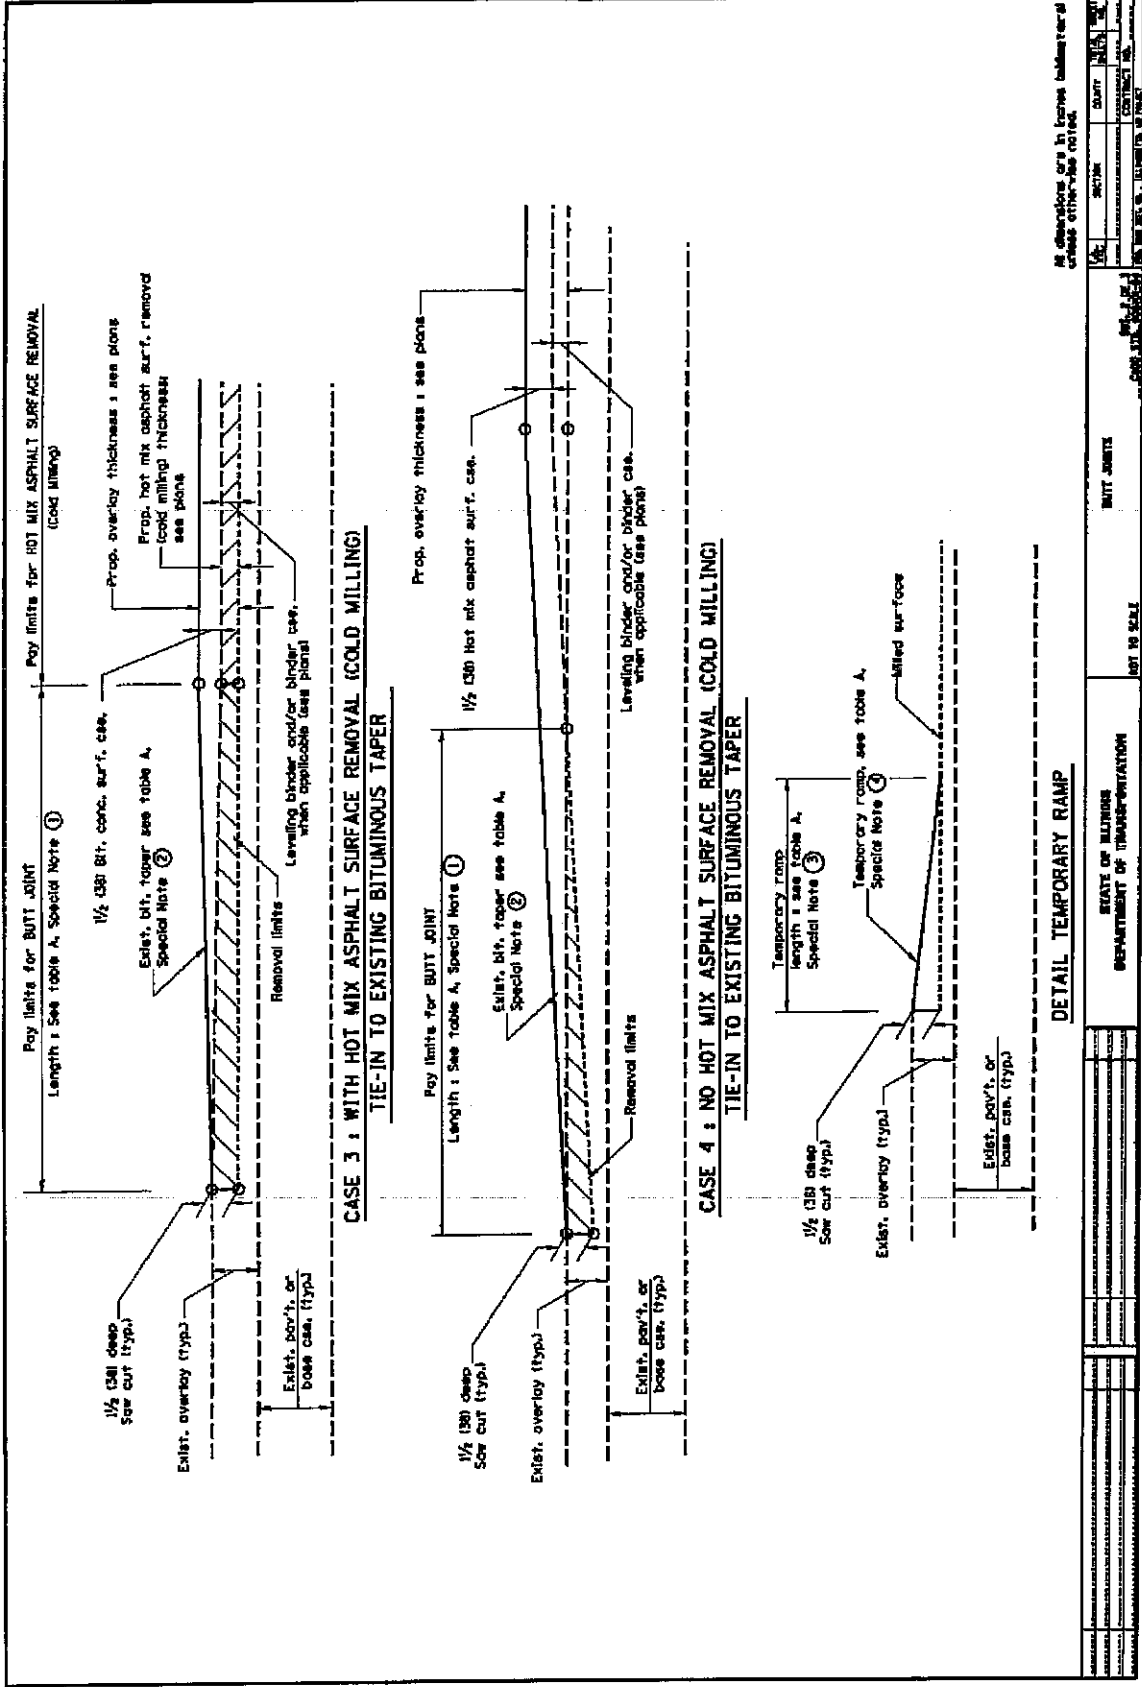 Pay limits for BUTT JOINT
Length : See table A, Special Note ①
Pay limits for HOT MIX ASPHALT SURFACE REMOVAL
(Cold Milling)
1½ (38) deep
Saw cut (typ.)
Exist. overlay (typ.)
Exist. pav't. or
base cse. (typ.)
1½ (38) Bit. conc. surf. cse.
Exist. bit. taper see table A.
Special Note ②
Prop. overlay thickness : see plans
Prop. hot mix asphalt surf. removal
(cold milling) thickness:
see plans
Removal limits
Leveling binder and/or binder cse.
when applicable (see plans)
CASE 3 : WITH HOT MIX ASPHALT SURFACE REMOVAL (COLD MILLING)
TIE-IN TO EXISTING BITUMINOUS TAPER
Pay limits for BUTT JOINT
Length : See table A, Special Note ①
1½ (38) deep
Saw cut (typ.)
Exist. overlay (typ.)
Exist. pav't. or
base cse. (typ.)
Exist. bit. taper see table A.
Special Note ②
Prop. overlay thickness : see plans
1½ (38) Hot mix asphalt surf. cse.
Removal limits
Leveling binder and/or binder cse.
when applicable (see plans)
CASE 4 : NO HOT MIX ASPHALT SURFACE REMOVAL (COLD MILLING)
TIE-IN TO EXISTING BITUMINOUS TAPER
1½ (38) deep
Saw cut (typ.)
Exist. overlay (typ.)
Exist. pav't. or
base cse. (typ.)
Temporary ramp
length : see table A.
Special Note ③
Temporary ramp, see table A.
Special Note ④
Milled surface
DETAIL TEMPORARY RAMP
All dimensions are in inches (millimeters)
unless otherwise noted.
STATE OF ILLINOIS
DEPARTMENT OF TRANSPORTATION
NOT TO SCALE
BUTT JOINTS
SECTION
COUNTY
CONTRACT NO.